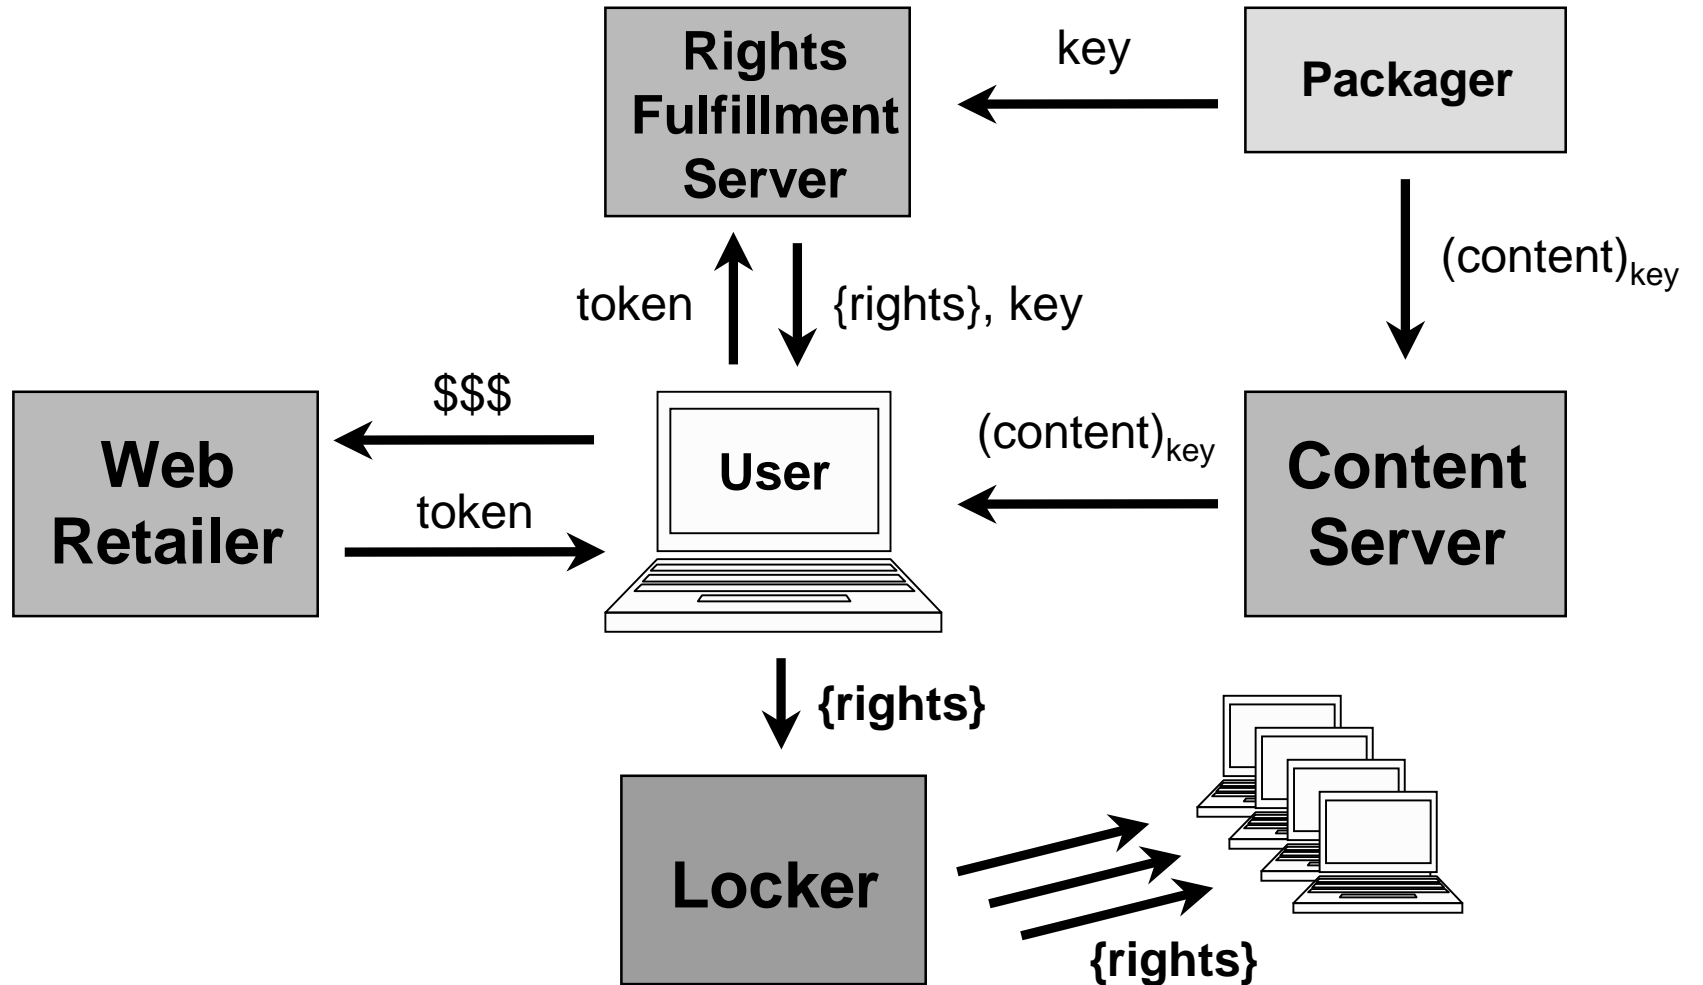 Rights
Fulfillment
Server
key
Packager
(content)key
token
{rights}, key
$$$
Web
Retailer
token
User
(content)key
Content
Server
{rights}
Locker
{rights}